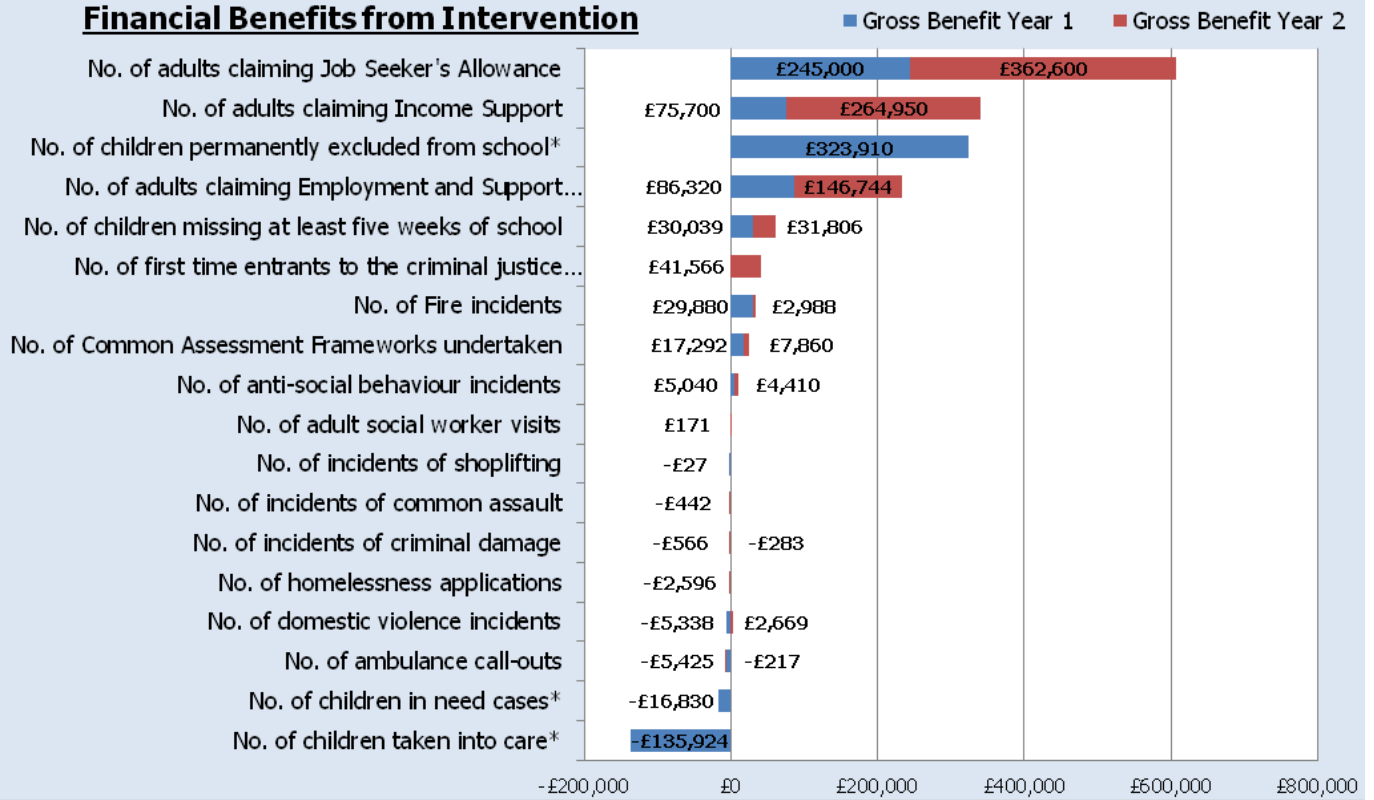 Financial Benefits from Intervention
Gross Benefit Year 1 Gross Benefit Year 2
No. of adults claiming Job Seeker's Allowance £245,000 £362,600
No. of adults claiming Income Support £75,700 £264,950
No. of children permanently excluded from school* £323,910
No. of adults claiming Employment and Support... £86,320 £146,744
No. of children missing at least five weeks of school £30,039 £31,806
No. of first time entrants to the criminal justice... £41,566
No. of Fire incidents £29,880 £2,988
No. of Common Assessment Frameworks undertaken £17,292 £7,860
No. of anti-social behaviour incidents £5,040 £4,410
No. of adult social worker visits £171
No. of incidents of shoplifting -£27
No. of incidents of common assault -£442
No. of incidents of criminal damage -£566 -£283
No. of homelessness applications -£2,596
No. of domestic violence incidents -£5,338 £2,669
No. of ambulance call-outs -£5,425 -£217
No. of children in need cases* -£16,830
No. of children taken into care* -£135,924
-£200,000 £0 £200,000 £400,000 £600,000 £800,000